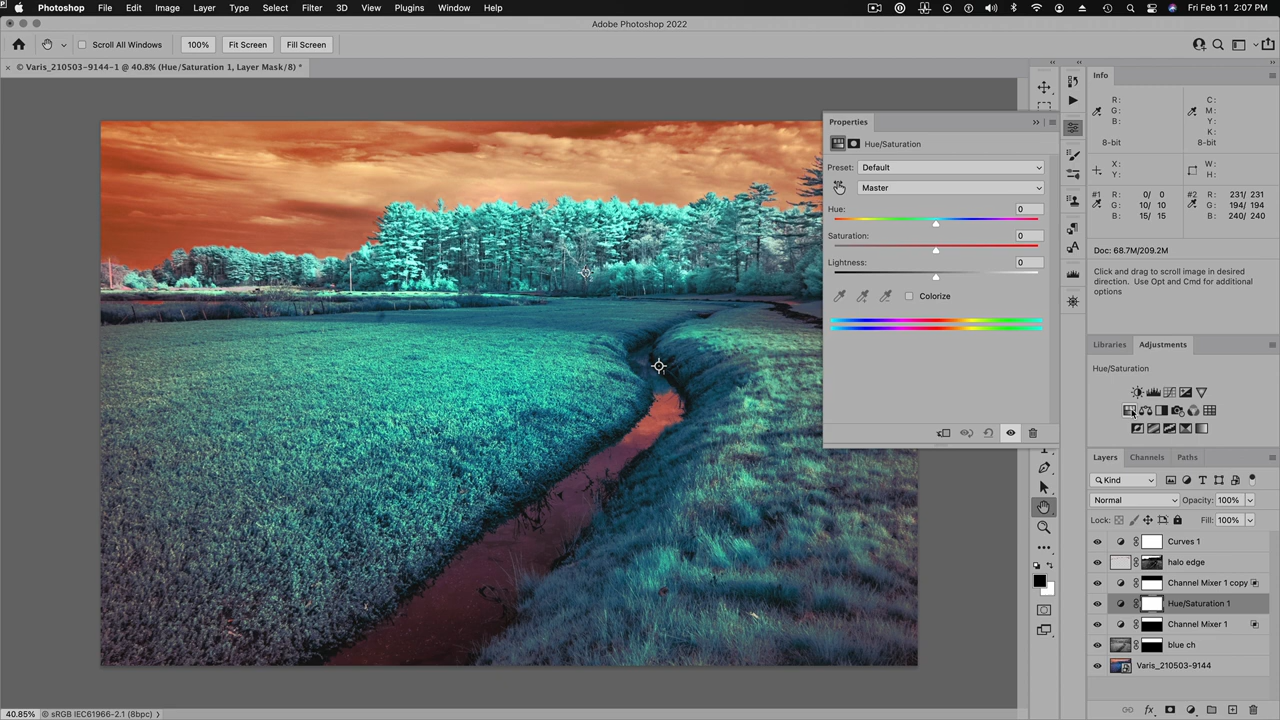 Photoshop File Edit Image Layer Type Select Filter 3D View Plugins Window Help Fri Feb 11 2:07 PM
Adobe Photoshop 2022
Scroll All Windows 100% Fit Screen Fill Screen
© Varis_210503-9144-1 @ 40.8% (Hue/Saturation 1, Layer Mask/8) *
Properties
Hue/Saturation
Preset: Default
Master
Hue: 0
Saturation: 0
Lightness: 0
Colorize
Info
R: C:
G: M:
B: Y:
K:
8-bit 8-bit
X: W:
Y: H:
#1 R: 0/ 0 #2 R: 231/ 231
G: 10/ 10 G: 194/ 194
B: 15/ 15 B: 240/ 240
Doc: 68.7M/209.2M
Click and drag to scroll image in desired
direction. Use Opt and Cmd for additional
options
Libraries Adjustments
Hue/Saturation
Layers Channels Paths
Kind
Normal Opacity: 100%
Lock: Fill: 100%
Curves 1
halo edge
Channel Mixer 1 copy
Hue/Saturation 1
Channel Mixer 1
blue ch
Varis_210503-9144
fx
40.85% © sRGB IEC61966-2.1 (8bpc)